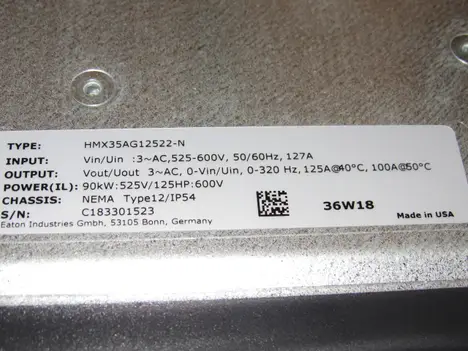 TYPE: HMX35AG12522-N
INPUT: Vin/Uin :3~AC,525-600V, 50/60Hz, 127A
OUTPUT: Vout/Uout 3~AC, 0-Vin/Uin, 0-320 Hz, 125A@40°C, 100A@50°C
POWER(IL): 90kW:525V/125HP:600V
CHASSIS: NEMA Type12/IP54
S/N: C183301523
36W18
Eaton Industries Gmbh, 53105 Bonn, Germany
Made in USA